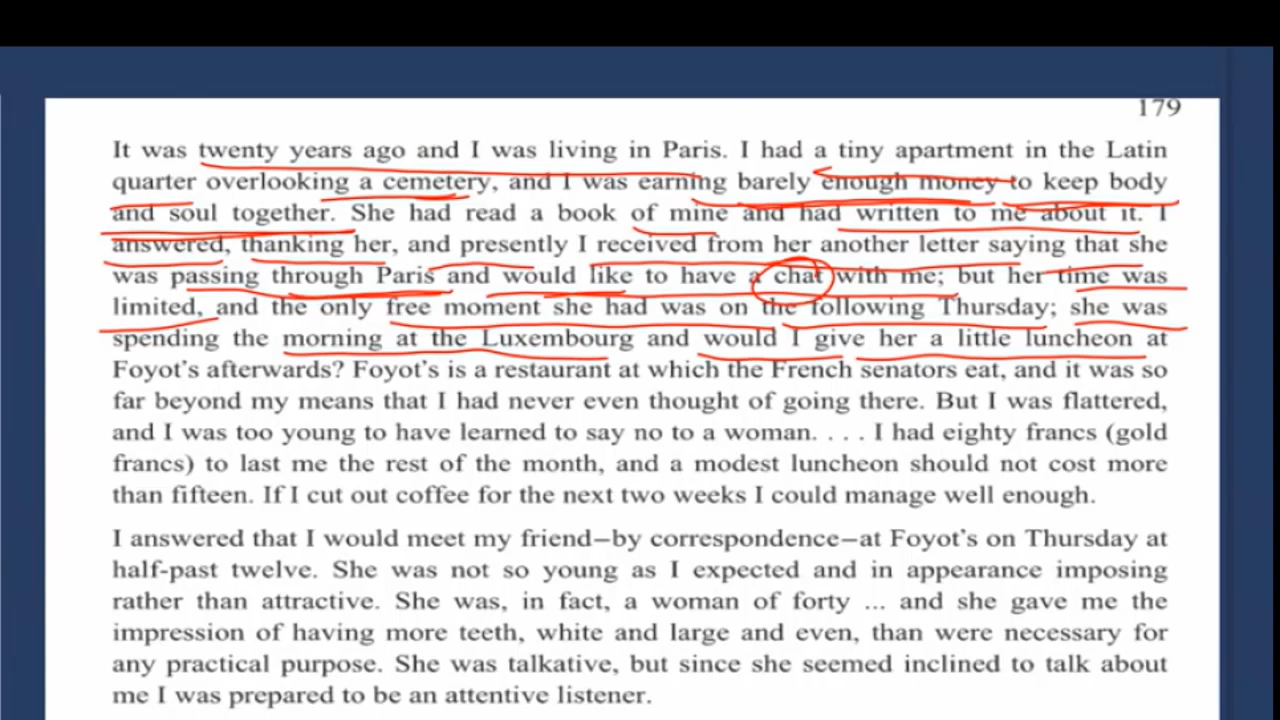 179
It was twenty years ago and I was living in Paris. I had a tiny apartment in the Latin
quarter overlooking a cemetery, and I was earning barely enough money to keep body
and soul together. She had read a book of mine and had written to me about it. I
answered, thanking her, and presently I received from her another letter saying that she
was passing through Paris and would like to have a chat with me; but her time was
limited, and the only free moment she had was on the following Thursday; she was
spending the morning at the Luxembourg and would I give her a little luncheon at
Foyot's afterwards? Foyot's is a restaurant at which the French senators eat, and it was so
far beyond my means that I had never even thought of going there. But I was flattered,
and I was too young to have learned to say no to a woman. . . . I had eighty francs (gold
francs) to last me the rest of the month, and a modest luncheon should not cost more
than fifteen. If I cut out coffee for the next two weeks I could manage well enough.
I answered that I would meet my friend–by correspondence–at Foyot's on Thursday at
half-past twelve. She was not so young as I expected and in appearance imposing
rather than attractive. She was, in fact, a woman of forty ... and she gave me the
impression of having more teeth, white and large and even, than were necessary for
any practical purpose. She was talkative, but since she seemed inclined to talk about
me I was prepared to be an attentive listener.